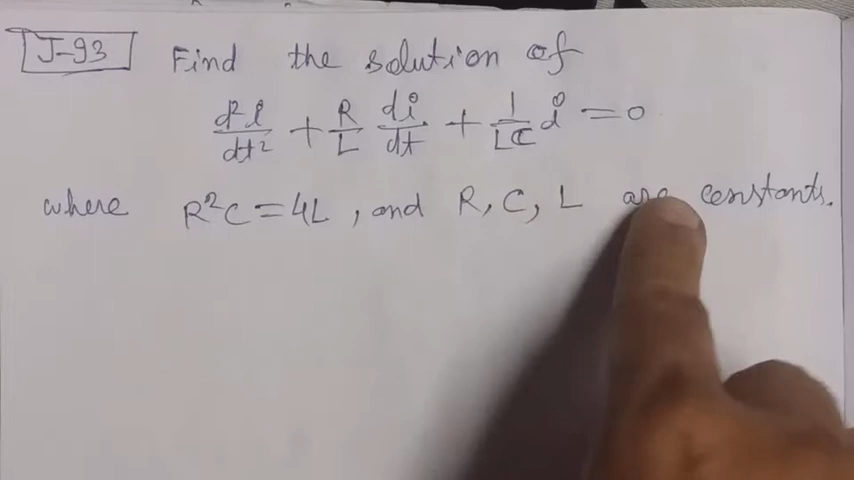 J-93 Find the solution of
d²i/dt² + R/L di/dt + 1/LC i = 0
where R²C = 4L, and R, C, L are constants.